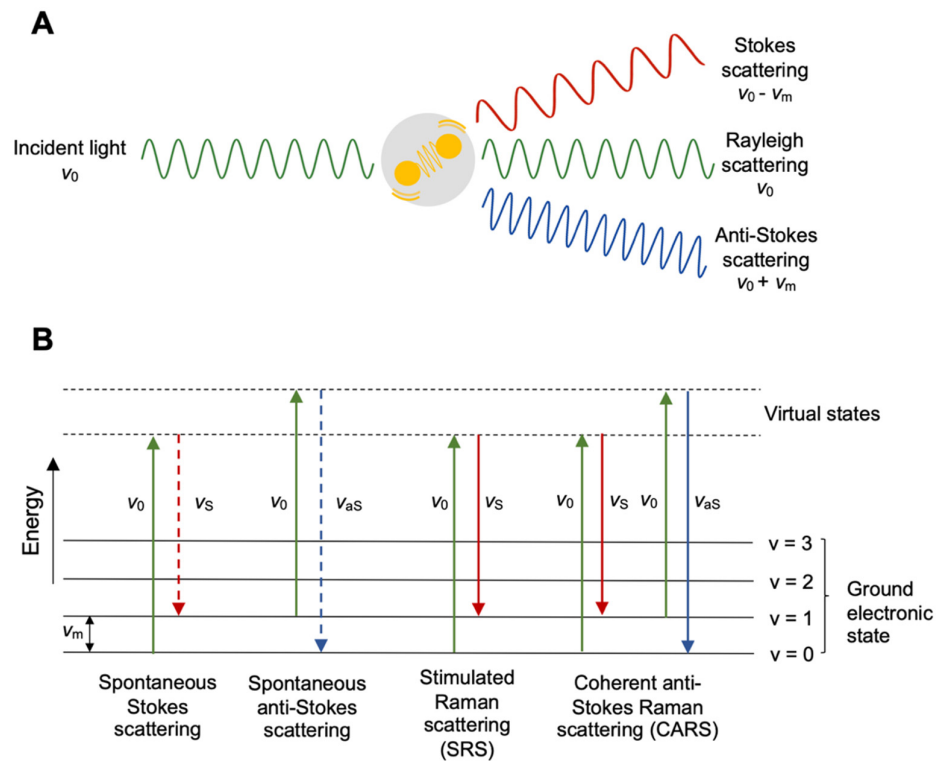 A
Stokes
scattering
v₀ - vₘ
Incident light
v₀
Rayleigh
scattering
v₀
Anti-Stokes
scattering
v₀ + vₘ
B
Virtual states
Energy
v₀
vS
v₀
vaS
v₀
vS
v₀
vS
v₀
vaS
v = 3
v = 2
v = 1
v = 0
Ground
electronic
state
vₘ
Spontaneous
Stokes
scattering
Spontaneous
anti-Stokes
scattering
Stimulated
Raman
scattering
(SRS)
Coherent anti-
Stokes Raman
scattering (CARS)